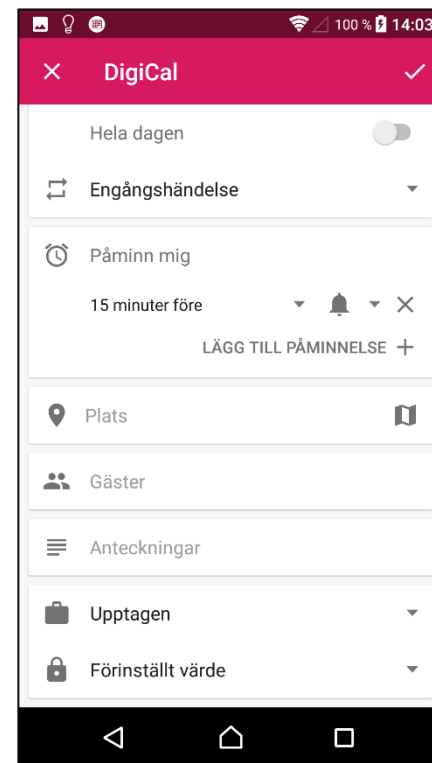 100 % 14:03
DigiCal
Hela dagen
Engångshändelse
Påminn mig
15 minuter före
LÄGG TILL PÅMINNELSE
Plats
Gäster
Anteckningar
Upptagen
Förinställt värde